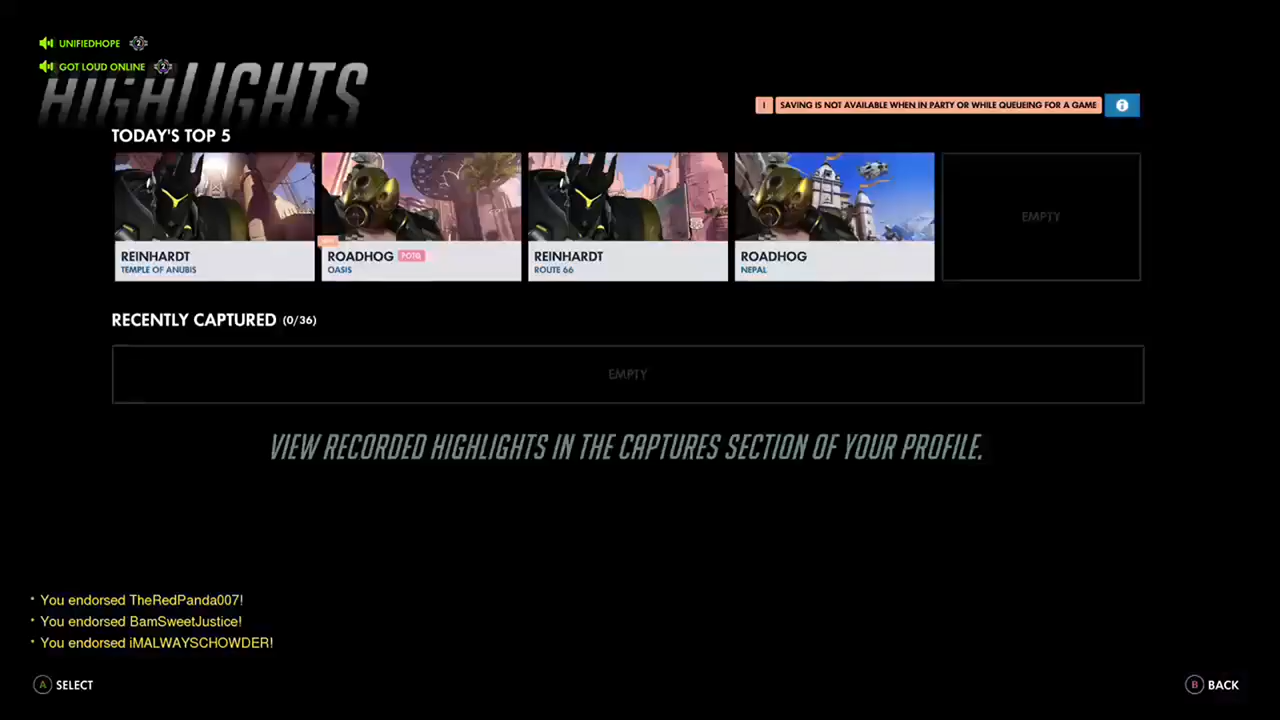 UNIFIEDHOPE 2
GOT LOUD ONLINE 2
HIGHLIGHTS
! SAVING IS NOT AVAILABLE WHEN IN PARTY OR WHILE QUEUEING FOR A GAME
TODAY'S TOP 5
REINHARDT
TEMPLE OF ANUBIS
ROADHOG POTG
OASIS
REINHARDT
ROUTE 66
ROADHOG
NEPAL
EMPTY
RECENTLY CAPTURED (0/36)
EMPTY
VIEW RECORDED HIGHLIGHTS IN THE CAPTURES SECTION OF YOUR PROFILE.
You endorsed TheRedPanda007!
You endorsed BamSweetJustice!
You endorsed iMALWAYSCHOWDER!
A SELECT
B BACK